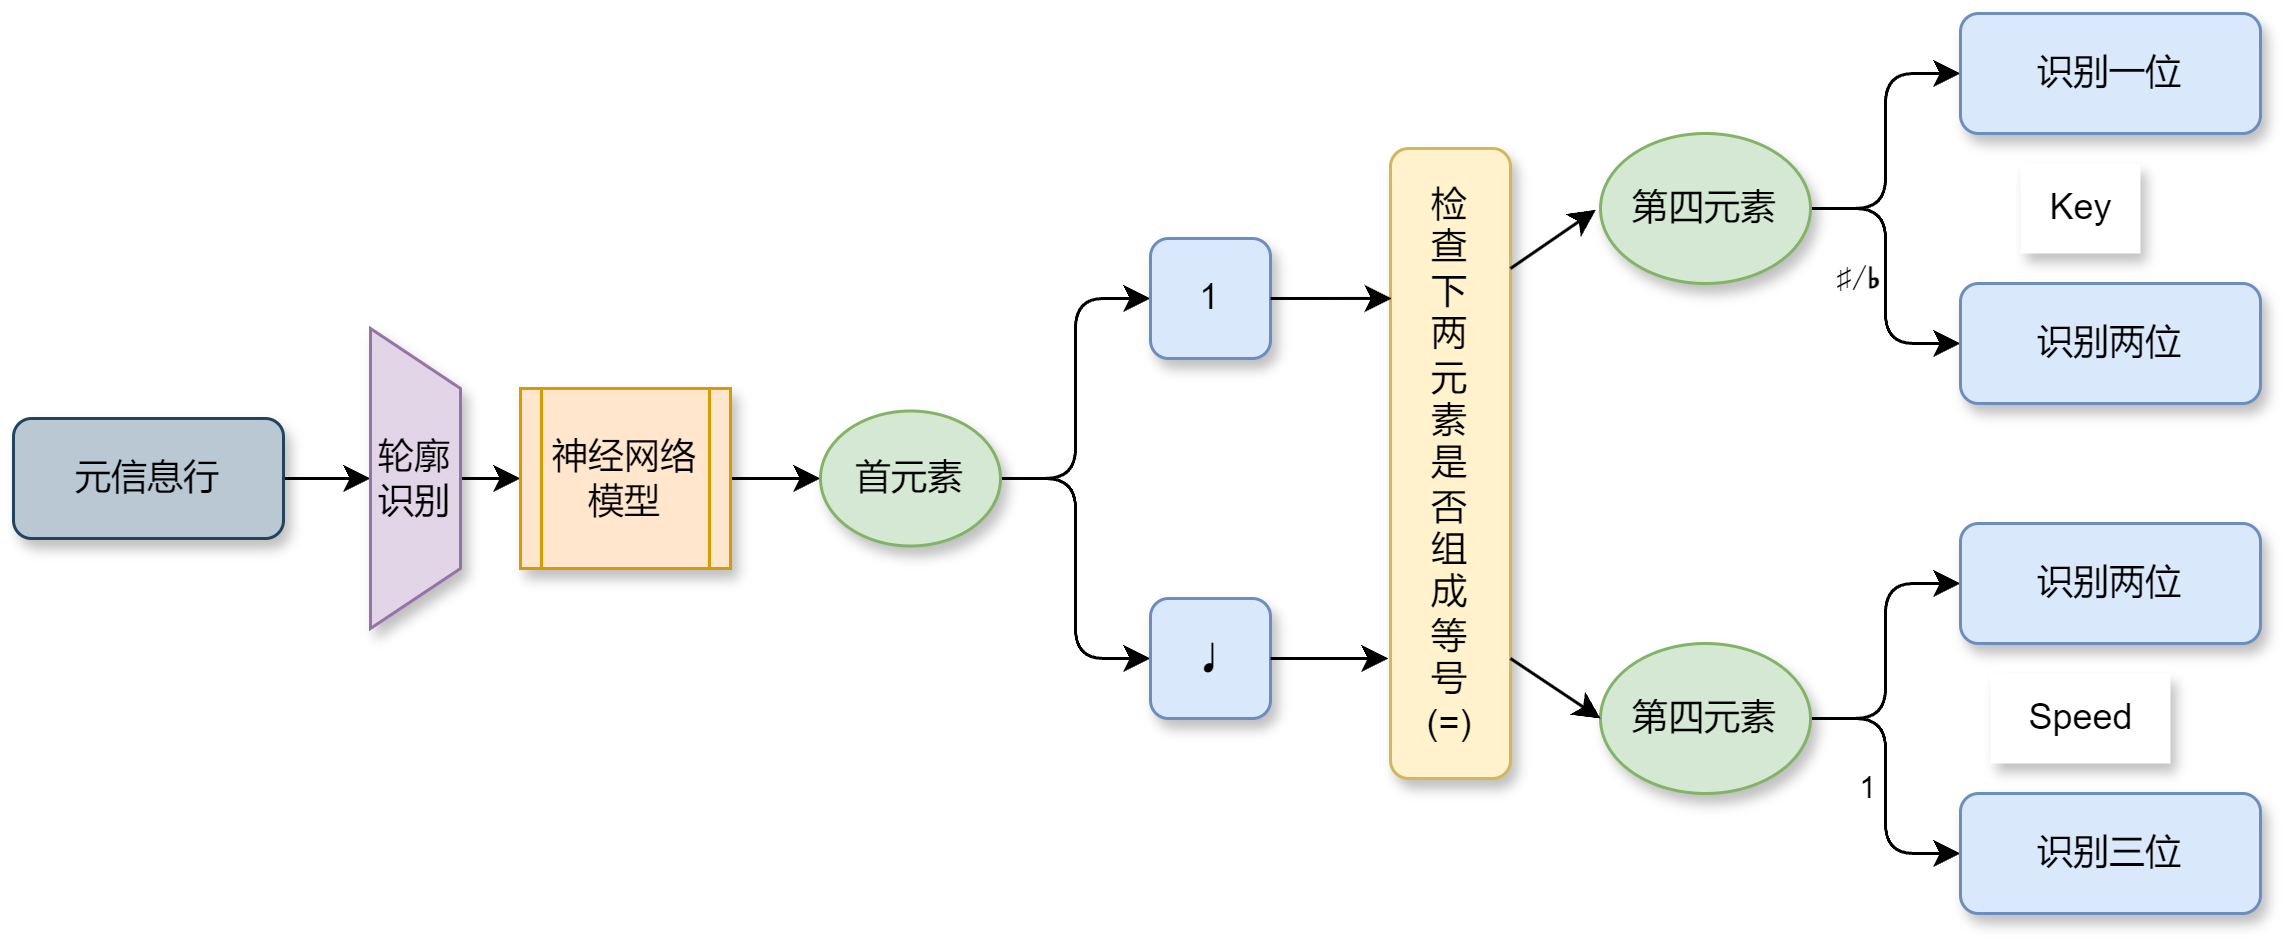 元信息行
轮廓
识别
神经网络
模型
首元素
1
♩
检
查
下
两
元
素
是
否
组
成
等
号
(=)
第四元素
♯/♭
识别一位
Key
识别两位
第四元素
1
识别两位
Speed
识别三位